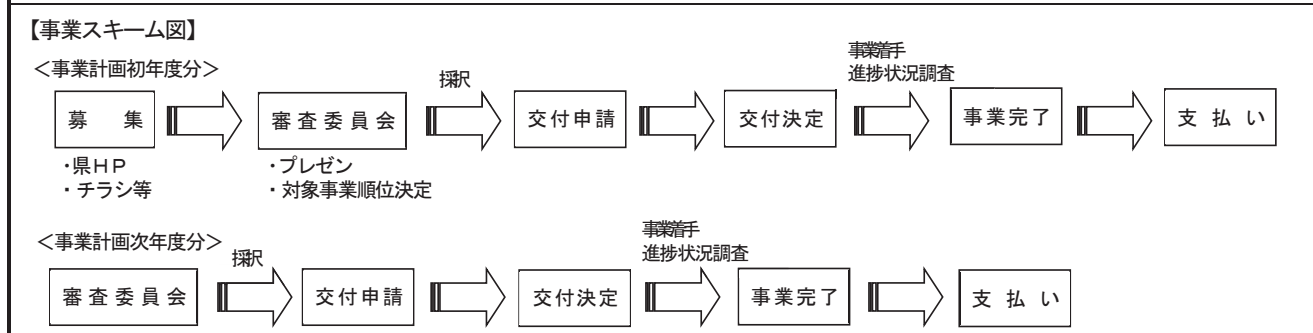 【事業スキーム図】
＜事業計画初年度分＞
採択
事業着手
進捗状況調査
募　集
審査委員会
交付申請
交付決定
事業完了
支払い
・県ＨＰ
・チラシ等
・プレゼン
・対象事業順位決定
＜事業計画次年度分＞
採択
事業着手
進捗状況調査
審査委員会
交付申請
交付決定
事業完了
支払い